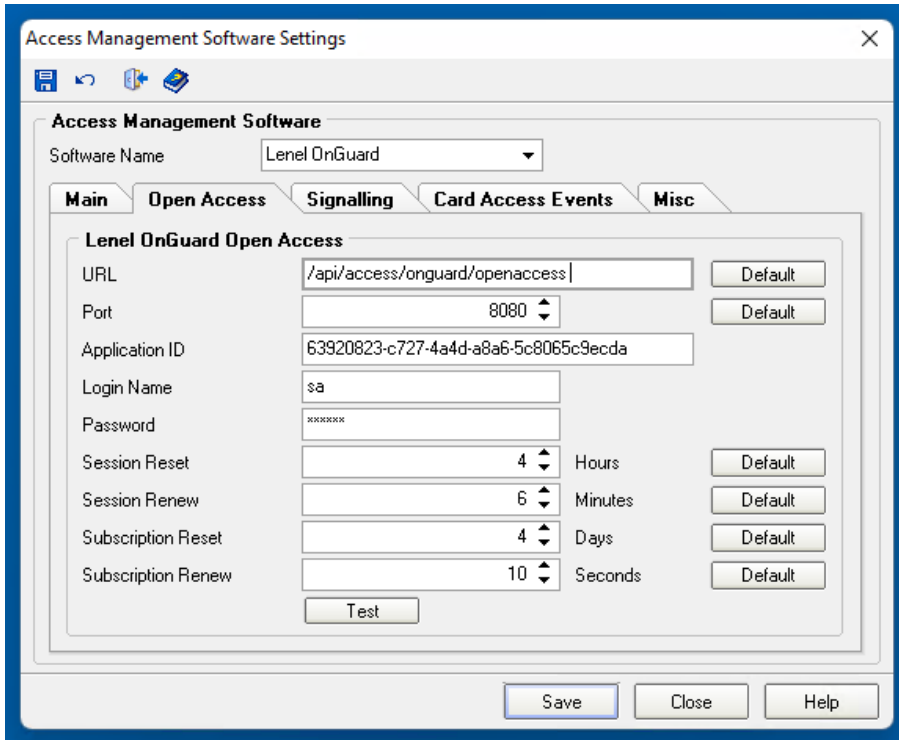 Access Management Software Settings
Access Management Software
Software Name Lenel OnGuard
Main Open Access Signalling Card Access Events Misc
Lenel OnGuard Open Access
URL /api/access/onguard/openaccess Default
Port 8080 Default
Application ID 63920823-c727-4a4d-a8a6-5c8065c9ecda
Login Name sa
Password xxxxxx
Session Reset 4 Hours Default
Session Renew 6 Minutes Default
Subscription Reset 4 Days Default
Subscription Renew 10 Seconds Default
Test
Save Close Help